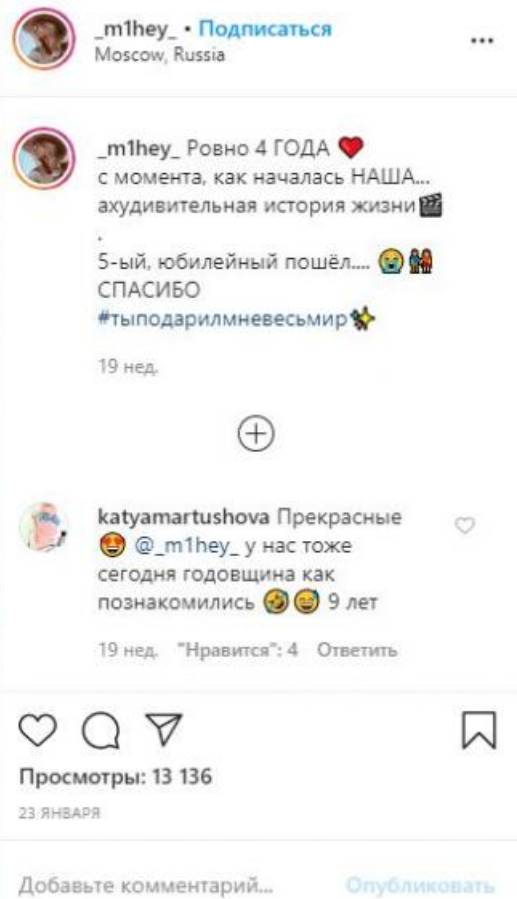 _m1hey_ • Подписаться
Moscow, Russia
_m1hey_ Ровно 4 ГОДА ❤️
с момента, как началась НАША...
ахудивительная история жизни🎬
.
5-ый, юбилейный пошёл.... 😭👫
СПАСИБО
#тыподарилмневесьмир✨
19 нед.
katyamartushova Прекрасные
😍 @_m1hey_ у нас тоже
сегодня годовщина как
познакомились 🤣😅 9 лет
19 нед. "Нравится": 4 Ответить
Просмотры: 13 136
23 ЯНВАРЯ
Добавьте комментарий... Опубликовать